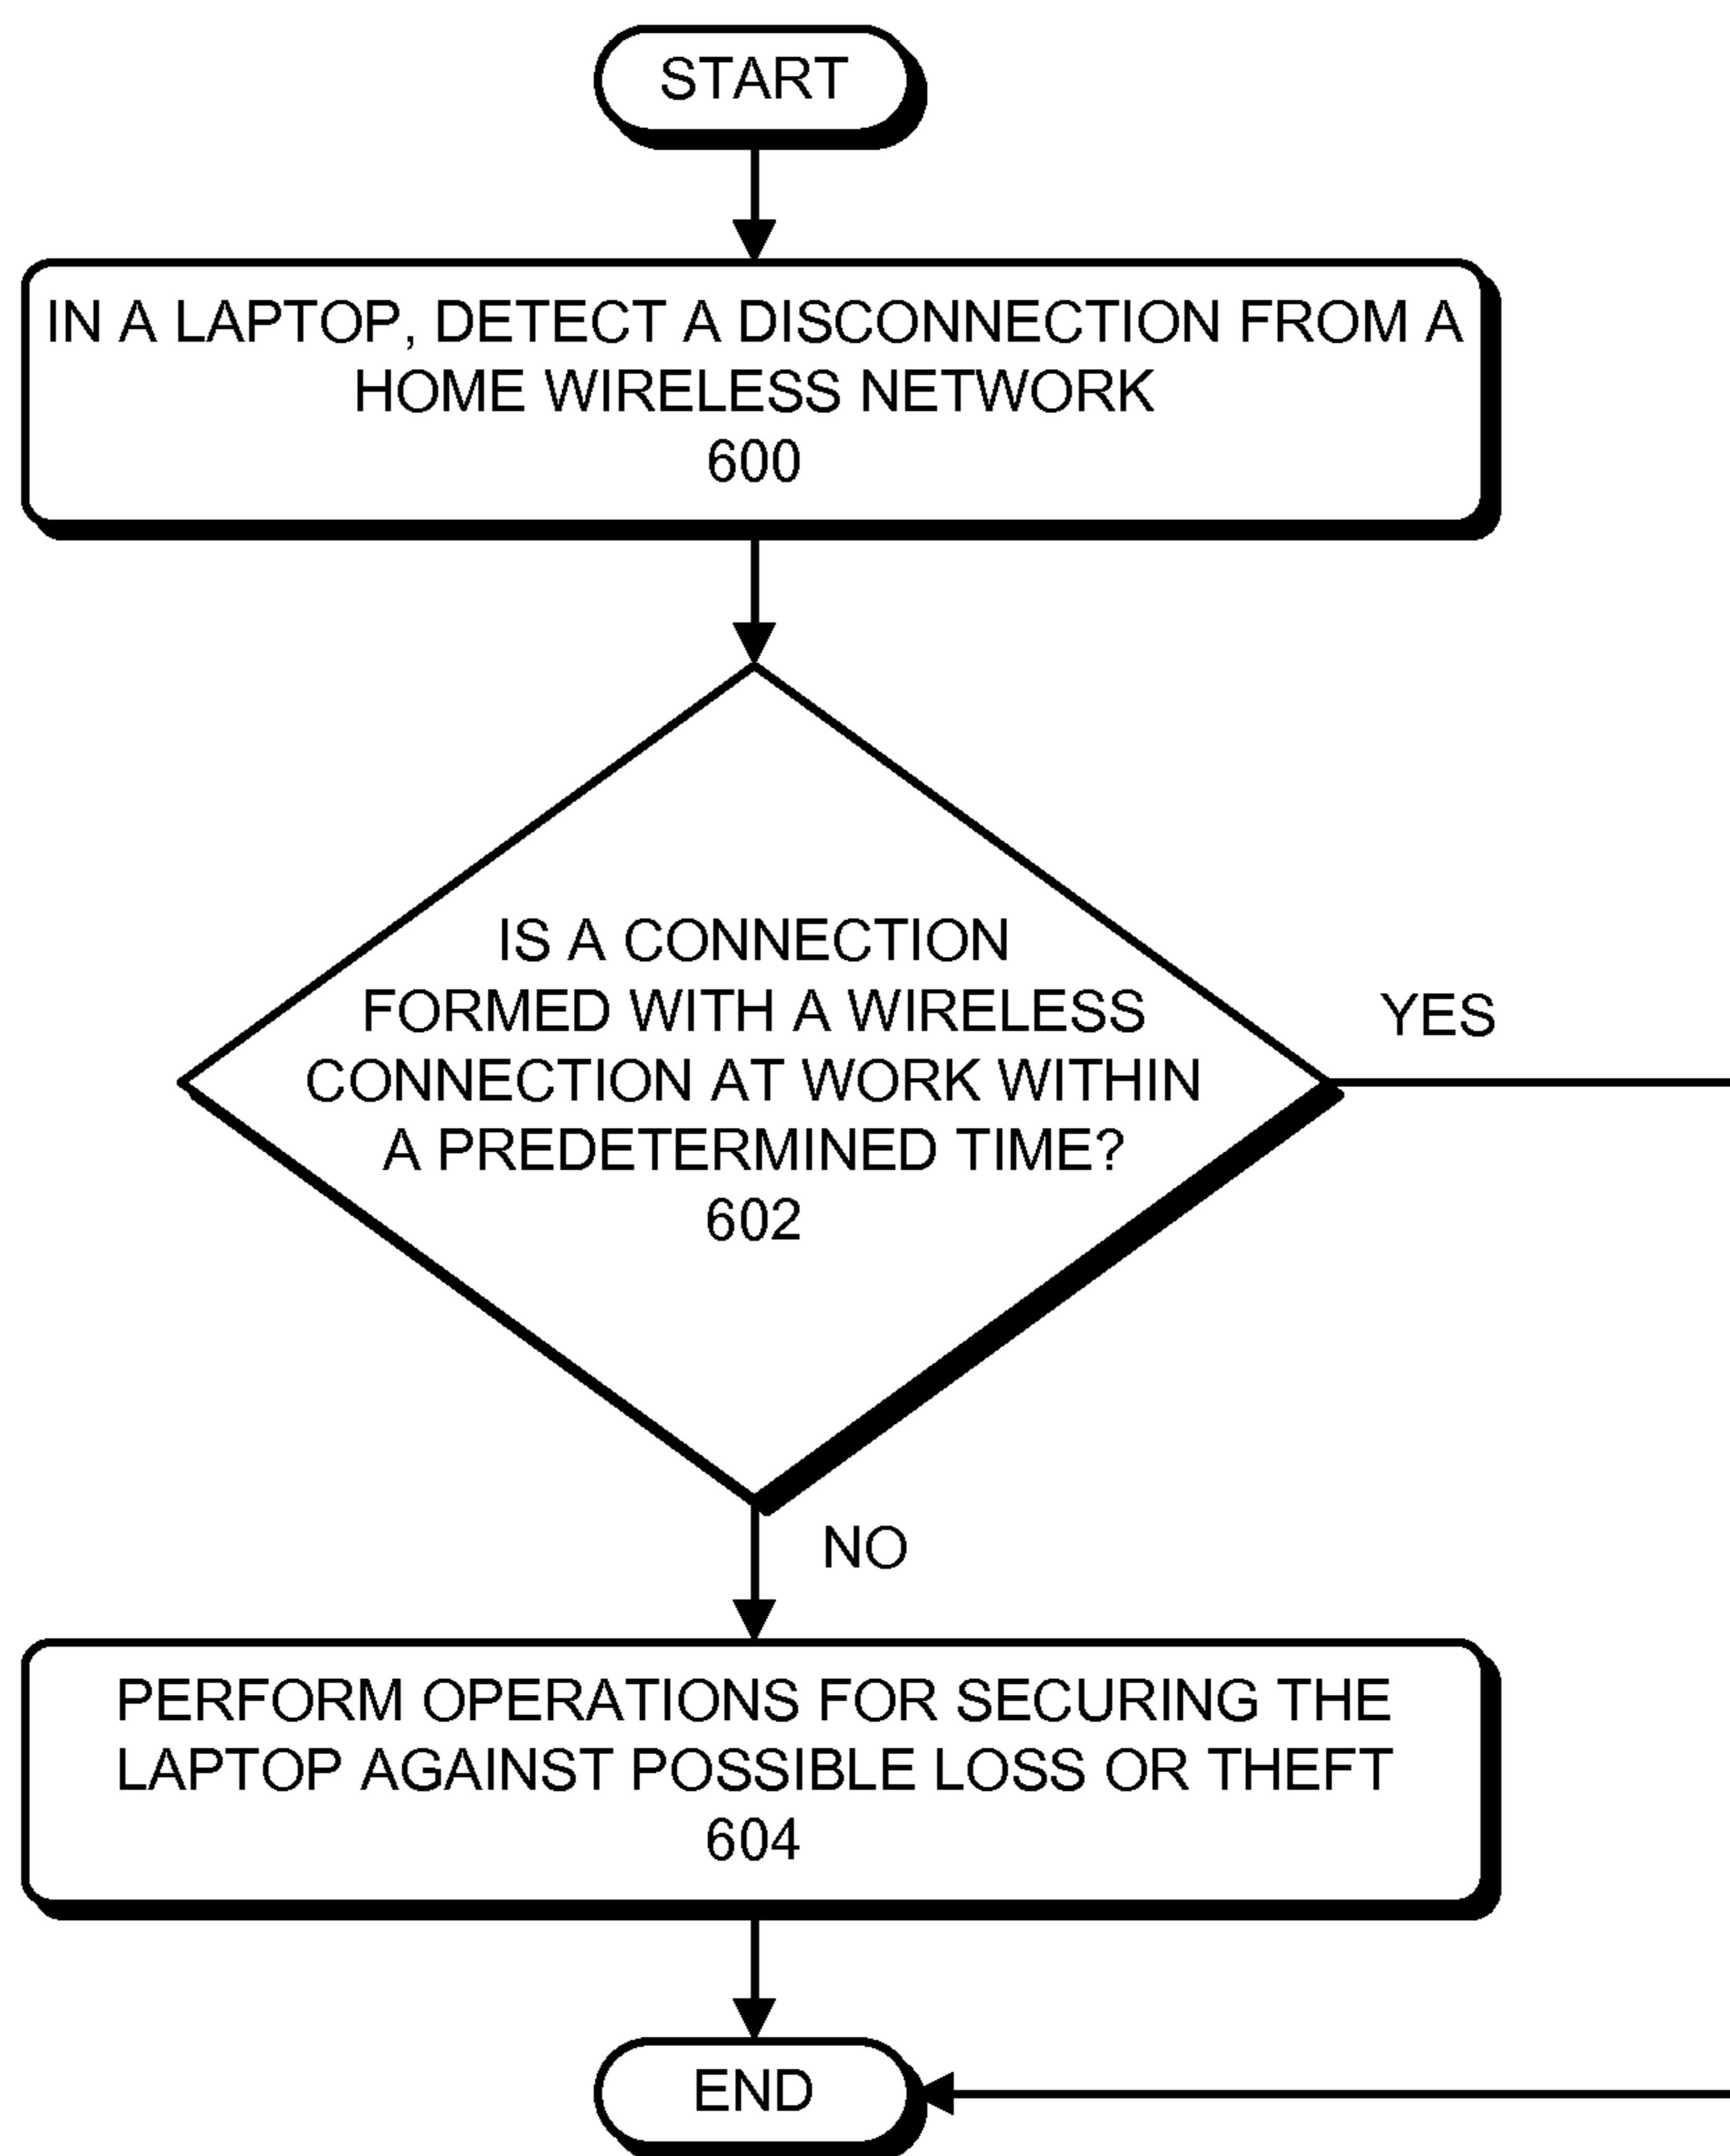 START
IN A LAPTOP, DETECT A DISCONNECTION FROM A
HOME WIRELESS NETWORK
600
IS A CONNECTION
FORMED WITH A WIRELESS
CONNECTION AT WORK WITHIN
A PREDETERMINED TIME?
602
YES
NO
PERFORM OPERATIONS FOR SECURING THE
LAPTOP AGAINST POSSIBLE LOSS OR THEFT
604
END